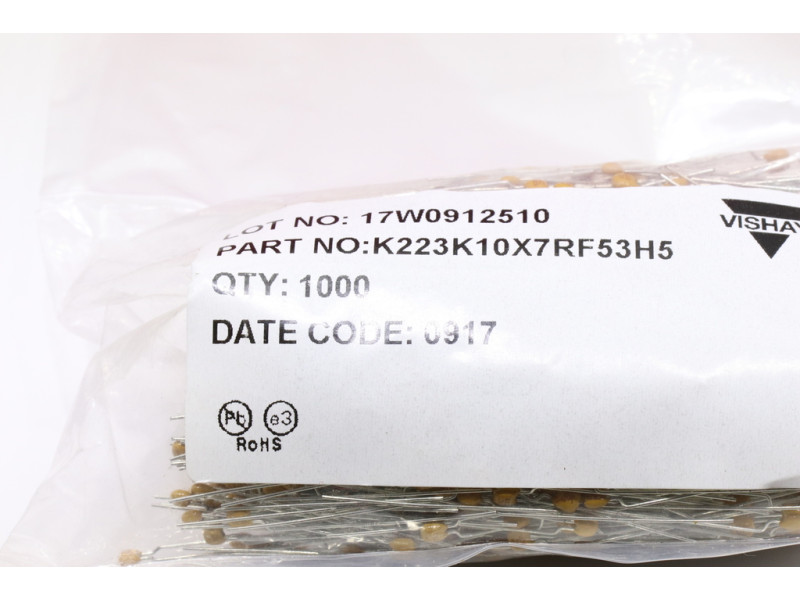 LOT NO: 17W0912510
VISHAY
PART NO:K223K10X7RF53H5
QTY: 1000
DATE CODE: 0917
Pb e3
RoHS